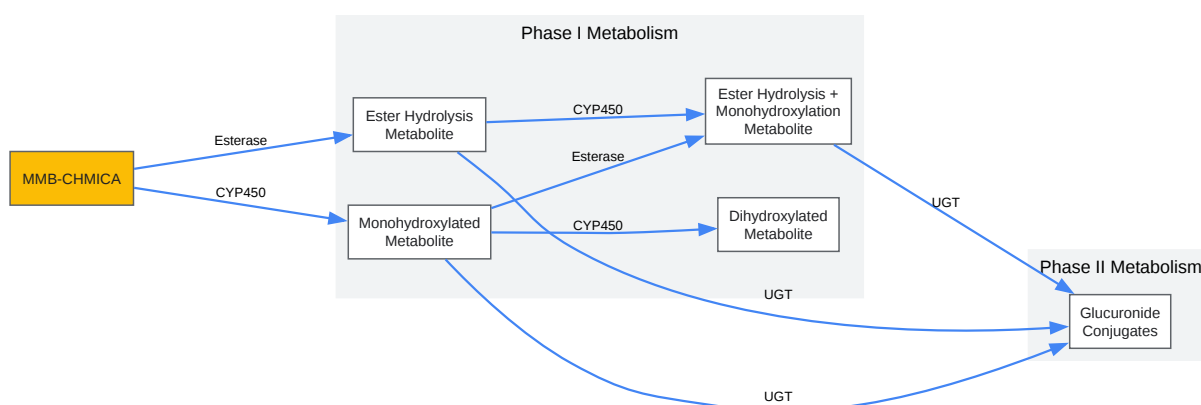 Phase I Metabolism
Ester Hydrolysis +
Monohydroxylation
Metabolite
CYP450
Ester Hydrolysis
Metabolite
Esterase
Esterase
MMB-CHMICA
CYP450
UGT
Monohydroxylated
Metabolite
CYP450
Dihydroxylated
Metabolite
Phase II Metabolism
UGT
Glucuronide
Conjugates
UGT